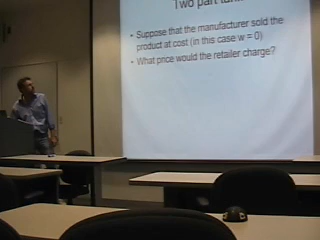 Two part
• Suppose that the manufacturer sold the
product at cost (in this case w = 0)
• What price would the retailer charge?